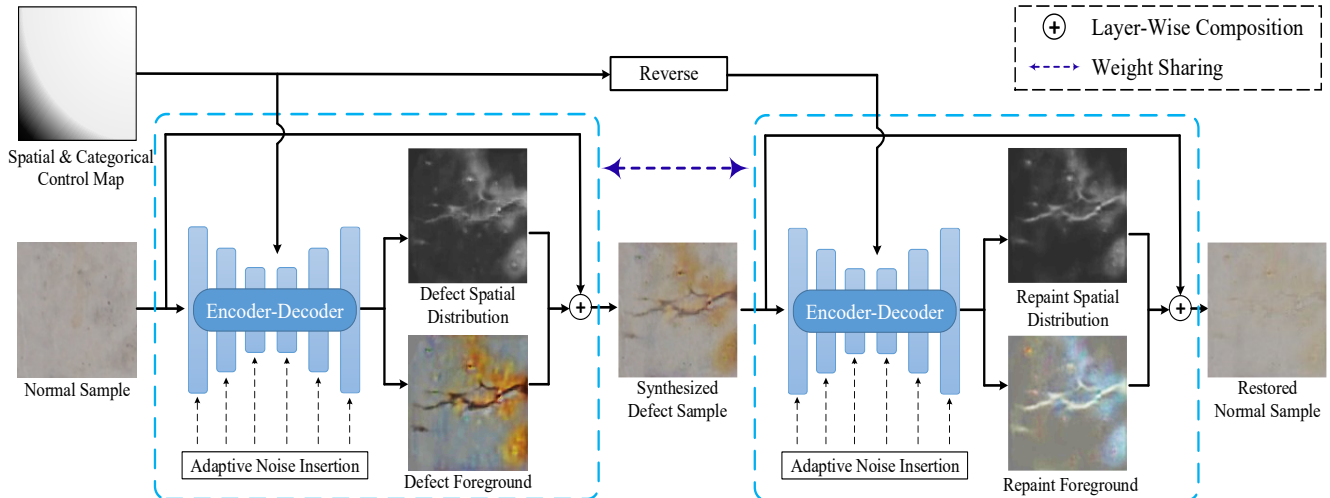 Layer-Wise Composition
Weight Sharing
Reverse
Spatial & Categorical
Control Map
Normal Sample
Encoder-Decoder
Adaptive Noise Insertion
Defect Spatial
Distribution
Defect Foreground
Synthesized
Defect Sample
Encoder-Decoder
Adaptive Noise Insertion
Repaint Spatial
Distribution
Repaint Foreground
Restored
Normal Sample